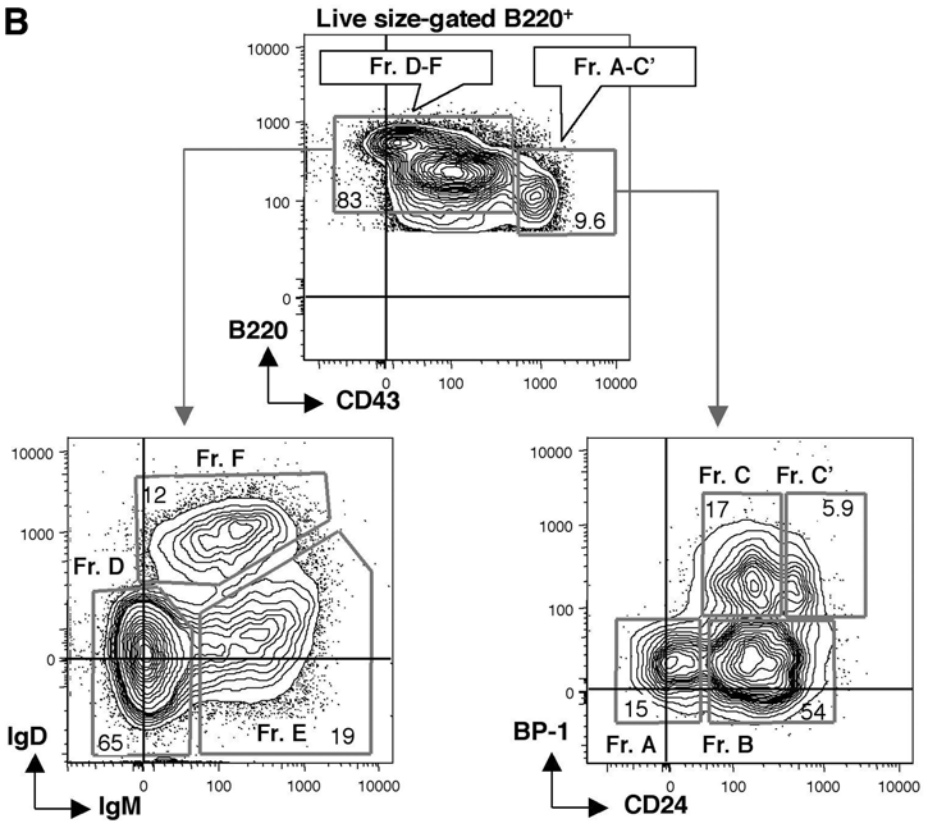 B
Live size-gated B220+
Fr. D-F
Fr. A-C’
10000
1000
100
0
83
9.6
B220
0 100 1000 10000
CD43
10000
1000
0
Fr. F
12
Fr. D
65
Fr. E 19
IgD
0 100 1000 10000
IgM
10000
1000
100
0
Fr. C Fr. C’
17 5.9
15 54
BP-1
Fr. A Fr. B
0 100 1000 10000
CD24